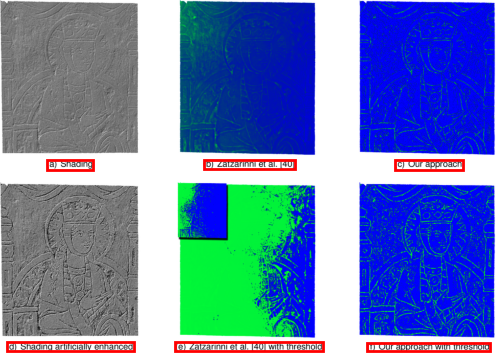 a) Shading
b) Zatzarinni et al. [40]
c) Our approach
d) Shading artificially enhanced
e) Zatzarinni et al. [40] with threshold
f) Our approach with threshold